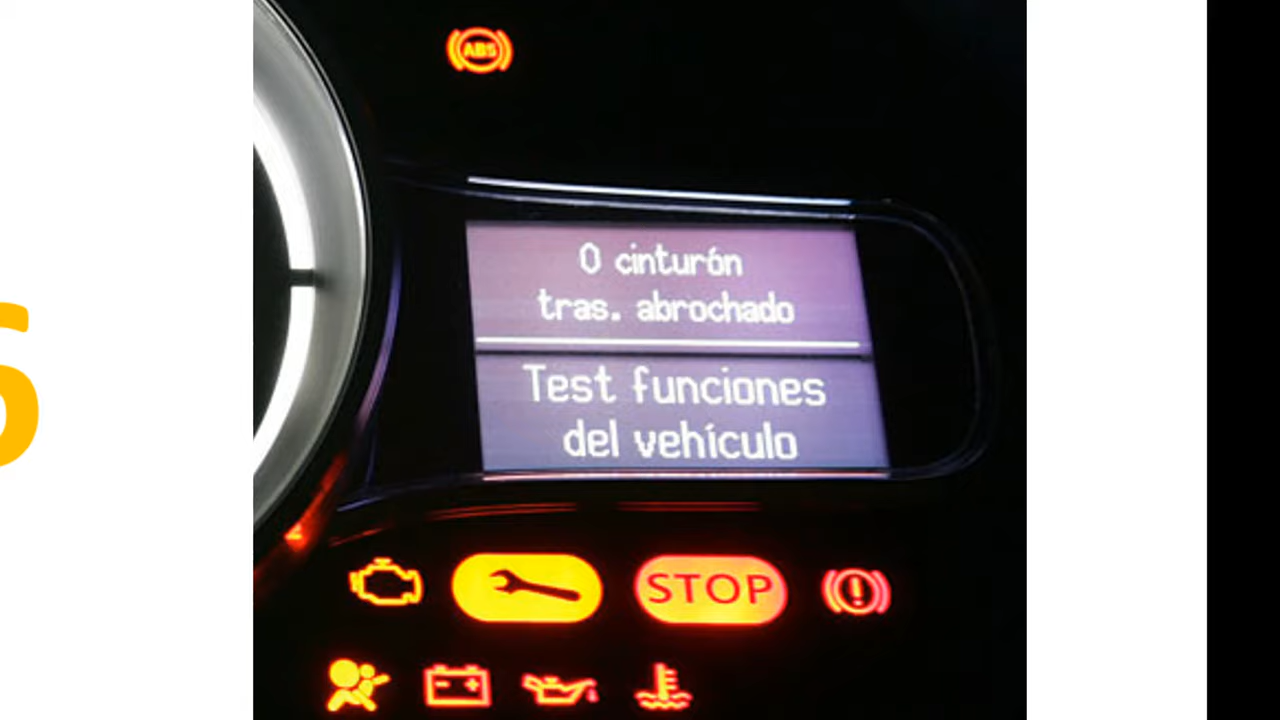 ABS
0 cinturón
tras. abrochado
Test funciones
del vehículo
STOP